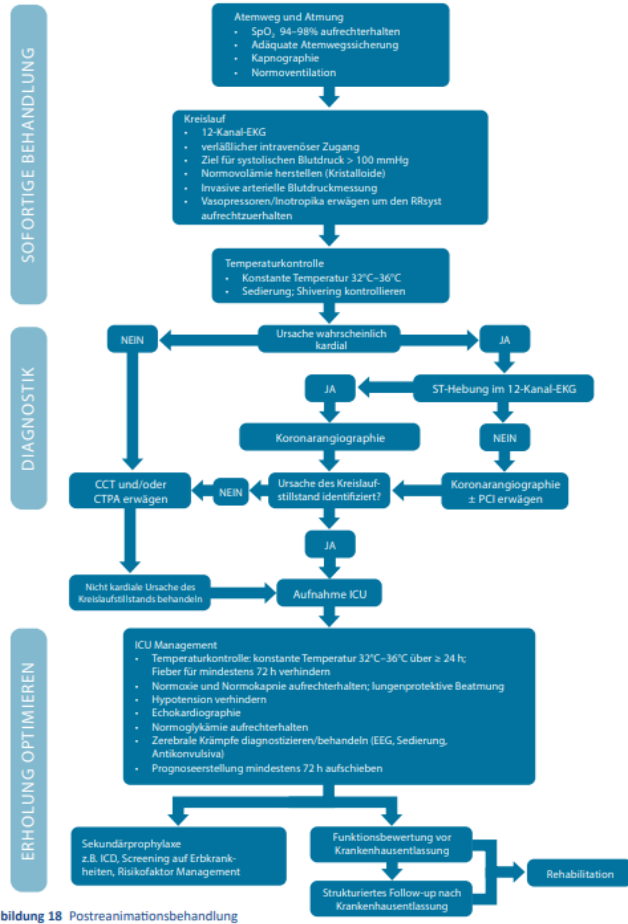 SOFORTIGE BEHANDLUNG
Atemweg und Atmung
• SpO₂ 94–98% aufrechterhalten
• Adäquate Atemwegssicherung
• Kapnographie
• Normoventilation
Kreislauf
• 12-Kanal-EKG
• verläßlicher intravenöser Zugang
• Ziel für systolischen Blutdruck > 100 mmHg
• Normovolämie herstellen (Kristalloide)
• Invasive arterielle Blutdruckmessung
• Vasopressoren/Inotropika erwägen um den RRsyst
aufrechtzuerhalten
Temperaturkontrolle
• Konstante Temperatur 32°C–36°C
• Sedierung; Shivering kontrollieren
DIAGNOSTIK
NEIN
Ursache wahrscheinlich
kardial
JA
JA
ST-Hebung im 12-Kanal-EKG
Koronarangiographie
NEIN
CCT und/oder
CTPA erwägen
NEIN
Ursache des Kreislauf-
stillstand identifiziert?
Koronarangiographie
± PCI erwägen
JA
Nicht kardiale Ursache des
Kreislaufstillstands behandeln
Aufnahme ICU
ERHOLUNG OPTIMIEREN
ICU Management
• Temperaturkontrolle: konstante Temperatur 32°C–36°C über ≥ 24 h;
Fieber für mindestens 72 h verhindern
• Normoxie und Normokapnie aufrechterhalten; lungenprotektive Beatmung
• Hypotension verhindern
• Echokardiographie
• Normoglykämie aufrechterhalten
• Zerebrale Krämpfe diagnostizieren/behandeln (EEG, Sedierung,
Antikonvulsiva)
• Prognoseerstellung mindestens 72 h aufschieben
Sekundärprophylaxe
z.B. ICD, Screening auf Erbkrank-
heiten, Risikofaktor Management
Funktionsbewertung vor
Krankenhausentlassung
Strukturiertes Follow-up nach
Krankenhausentlassung
Rehabilitation
bildung 18 Postreanimationsbehandlung